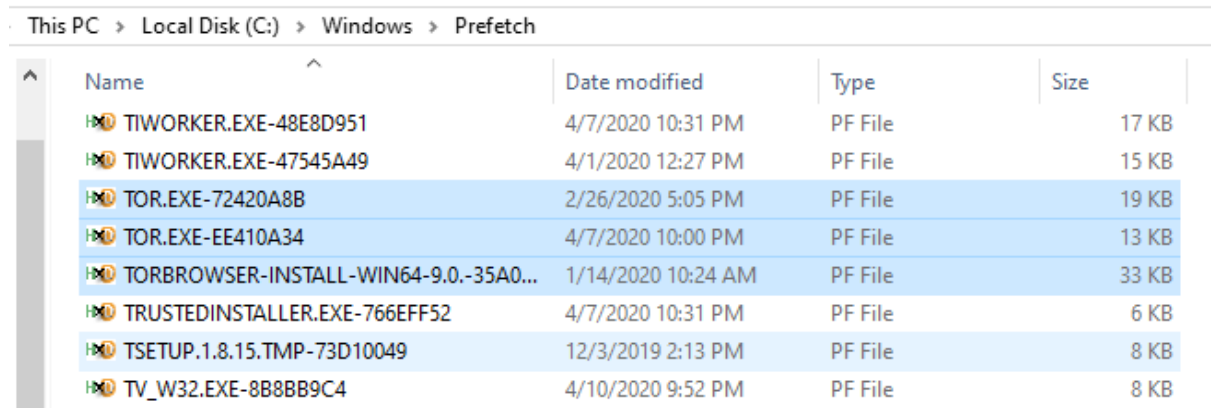 This PC > Local Disk (C:) > Windows > Prefetch
Name Date modified Type Size
TIWORKER.EXE-48E8D951 4/7/2020 10:31 PM PF File 17 KB
TIWORKER.EXE-47545A49 4/1/2020 12:27 PM PF File 15 KB
TOR.EXE-72420A8B 2/26/2020 5:05 PM PF File 19 KB
TOR.EXE-EE410A34 4/7/2020 10:00 PM PF File 13 KB
TORBROWSER-INSTALL-WIN64-9.0.-35A0... 1/14/2020 10:24 AM PF File 33 KB
TRUSTEDINSTALLER.EXE-766EFF52 4/7/2020 10:31 PM PF File 6 KB
TSETUP.1.8.15.TMP-73D10049 12/3/2019 2:13 PM PF File 8 KB
TV_W32.EXE-8B8BB9C4 4/10/2020 9:52 PM PF File 8 KB